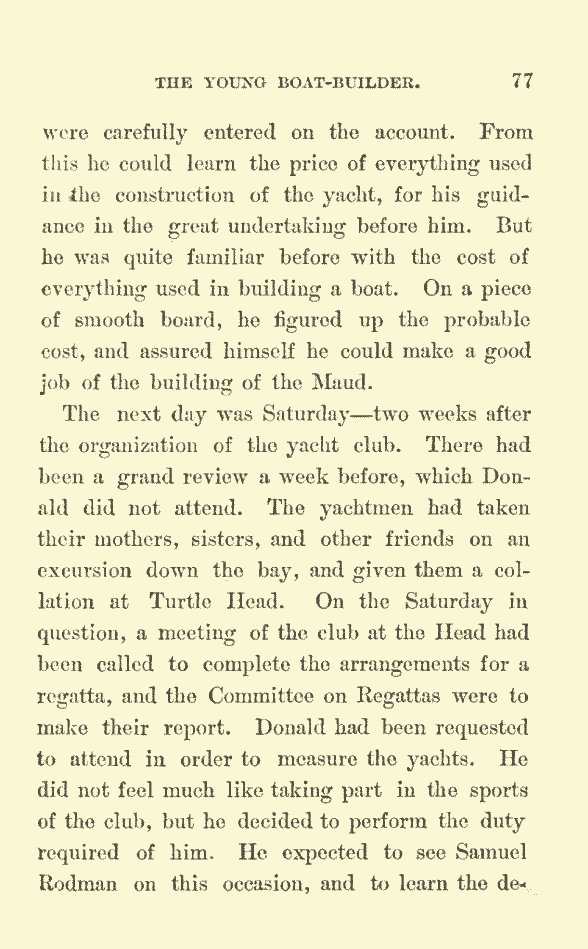 THE YOUNG BOAT-BUILDER. 77
were carefully entered on the account. From
this he could learn the price of everything used
in the construction of the yacht, for his guid-
ance in the great undertaking before him. But
he was quite familiar before with the cost of
everything used in building a boat. On a piece
of smooth board, he figured up the probable
cost, and assured himself he could make a good
job of the building of the Maud.
The next day was Saturday—two weeks after
the organization of the yacht club. There had
been a grand review a week before, which Don-
ald did not attend. The yachtmen had taken
their mothers, sisters, and other friends on an
excursion down the bay, and given them a col-
lation at Turtle Head. On the Saturday in
question, a meeting of the club at the Head had
been called to complete the arrangements for a
regatta, and the Committee on Regattas were to
make their report. Donald had been requested
to attend in order to measure the yachts. He
did not feel much like taking part in the sports
of the club, but he decided to perform the duty
required of him. He expected to see Samuel
Rodman on this occasion, and to learn the de-